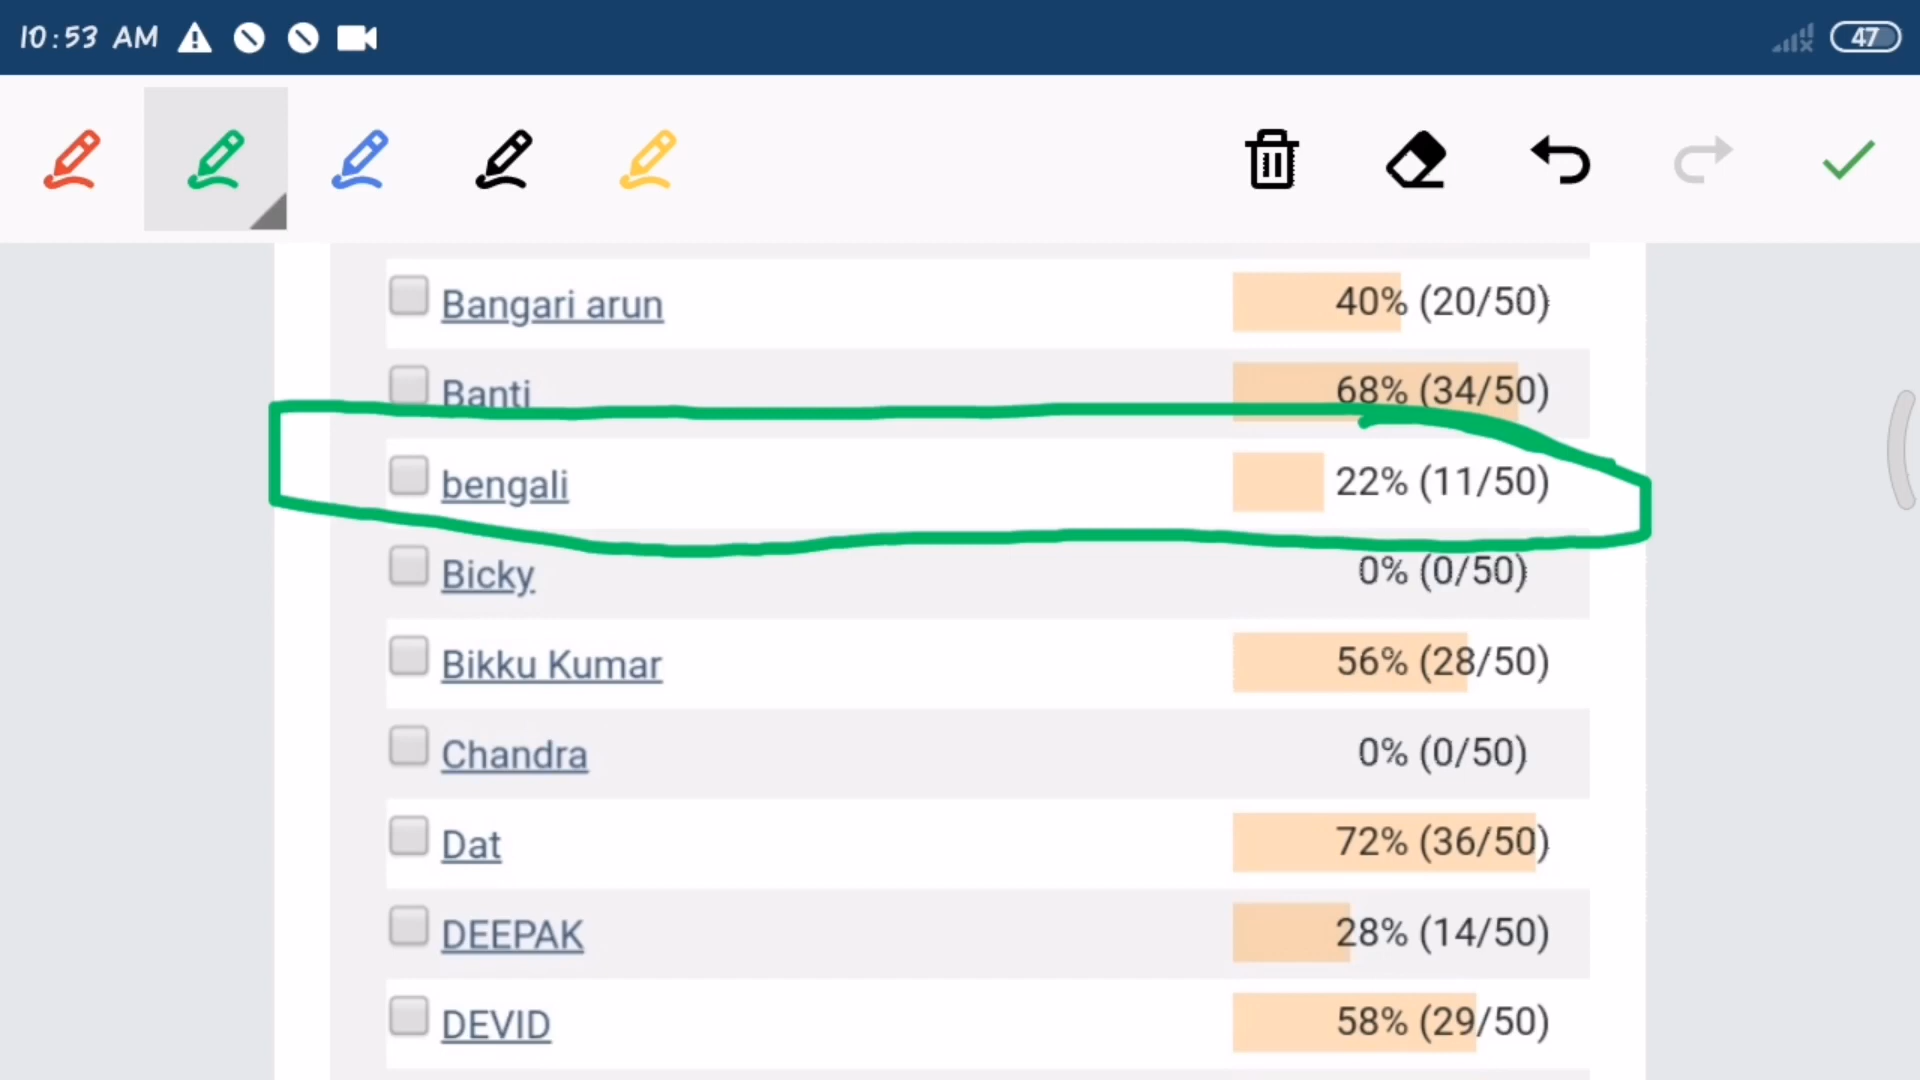 10:53 AM 47
Bangari arun 40% (20/50)
Banti 68% (34/50)
bengali 22% (11/50)
Bicky 0% (0/50)
Bikku Kumar 56% (28/50)
Chandra 0% (0/50)
Dat 72% (36/50)
DEEPAK 28% (14/50)
DEVID 58% (29/50)